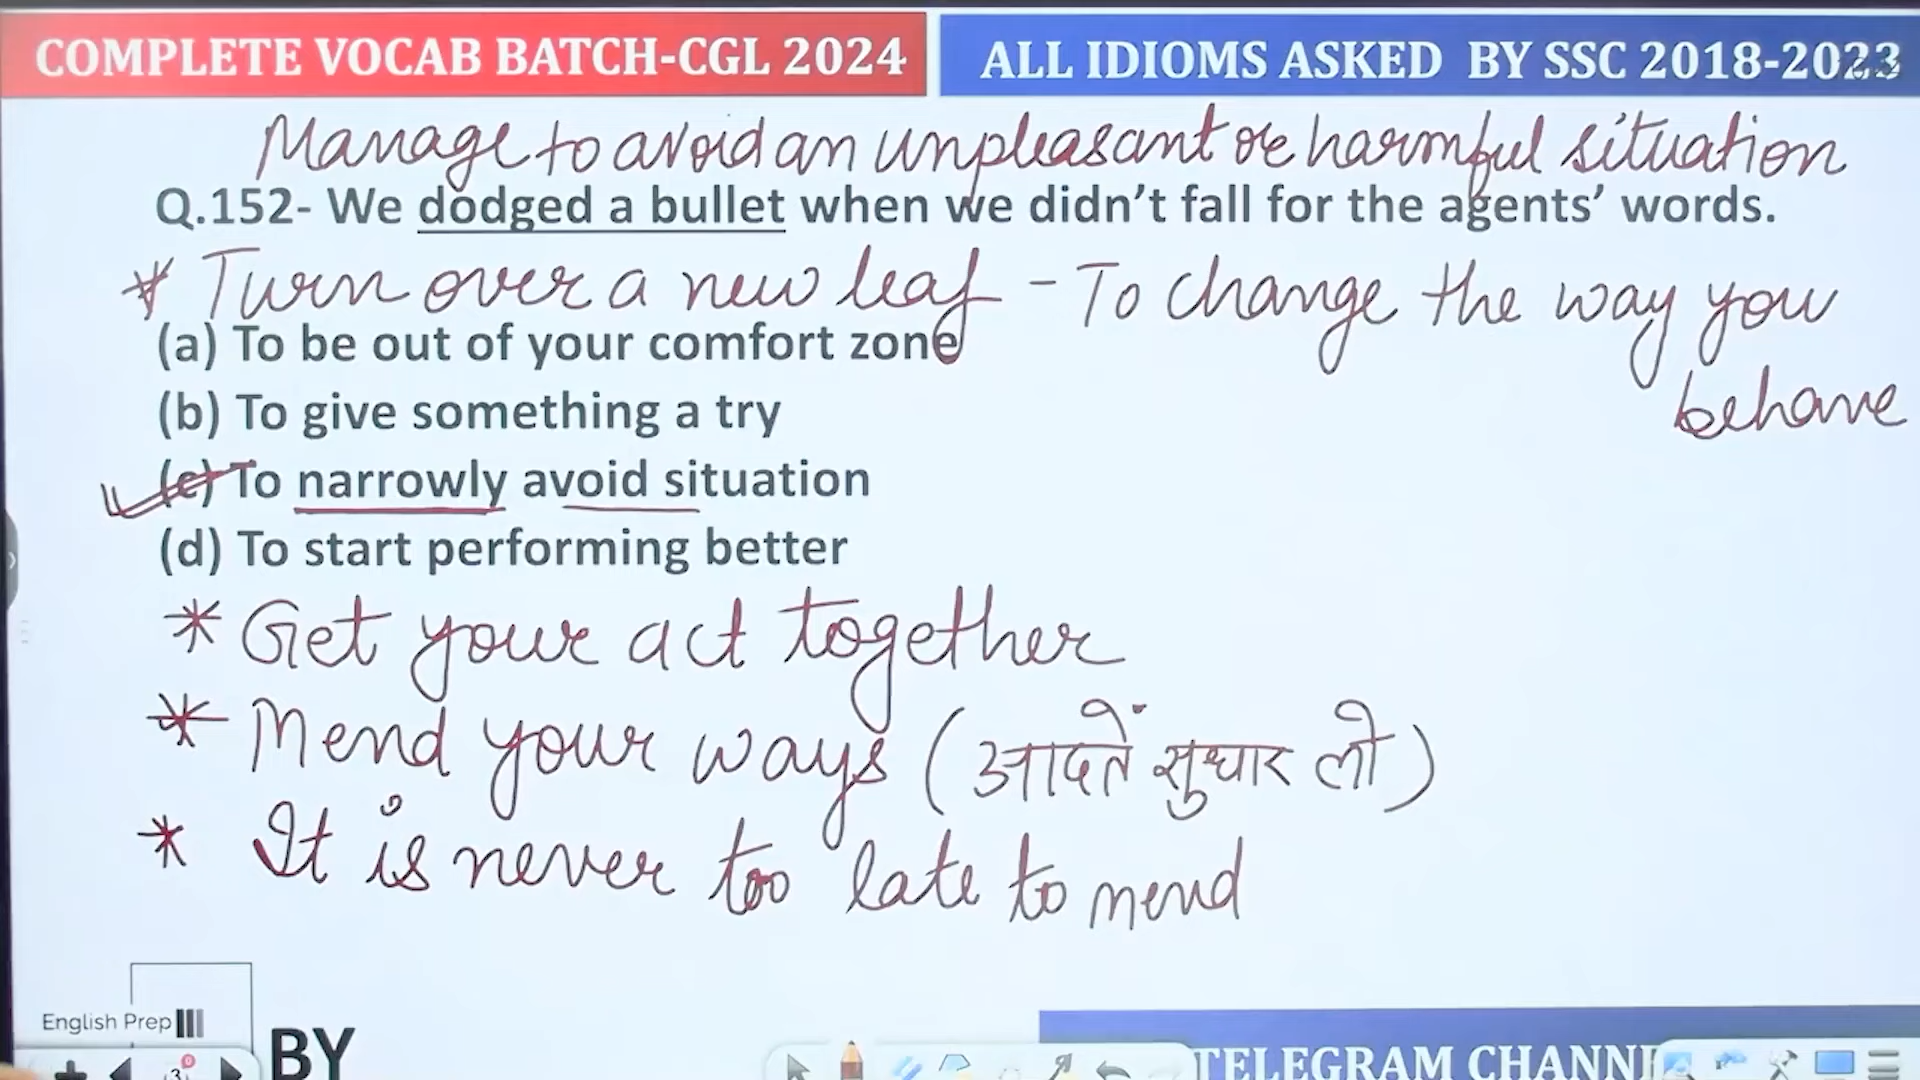 COMPLETE VOCAB BATCH-CGL 2024
ALL IDIOMS ASKED BY SSC 2018-2023
Manage to avoid an unpleasant or harmful situation
Q.152- We dodged a bullet when we didn’t fall for the agents’ words.
* Turn over a new leaf - To change the way you
behave
(a) To be out of your comfort zone
(b) To give something a try
(c) To narrowly avoid situation
(d) To start performing better
* Get your act together
* Mend your ways (आदतें सुधार लो)
* It is never too late to mend
English Prep
BY
3
0
TELEGRAM CHANN